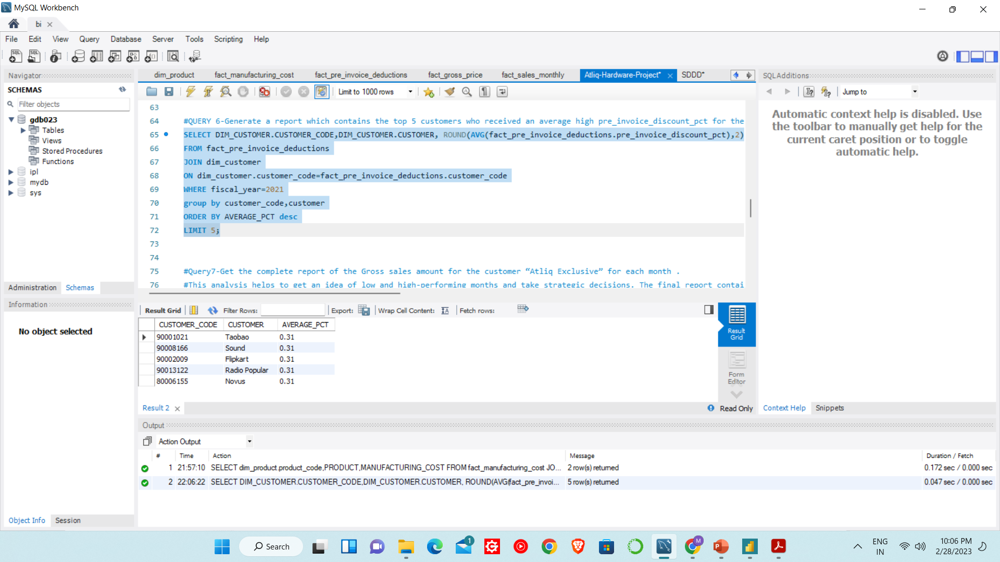 MySQL Workbench
bi
File Edit View Query Database Server Tools Scripting Help
Navigator
SCHEMAS
Filter objects
gdb023
Tables
Views
Stored Procedures
Functions
ipl
mydb
sys
Administration Schemas
Information
No object selected
Object Info Session
dim_product fact_manufacturing_cost fact_pre_invoice_deductions fact_gross_price fact_sales_monthly Atliq-Hardware-Project* SDDD*
Limit to 1000 rows
63
64 #QUERY 6-Generate a report which contains the top 5 customers who received an average high pre_invoice_discount_pct for the
65 SELECT DIM_CUSTOMER.CUSTOMER_CODE,DIM_CUSTOMER.CUSTOMER, ROUND(AVG(fact_pre_invoice_deductions.pre_invoice_discount_pct),2)
66 FROM fact_pre_invoice_deductions
67 JOIN dim_customer
68 ON dim_customer.customer_code=fact_pre_invoice_deductions.customer_code
69 WHERE fiscal_year=2021
70 group by customer_code,customer
71 ORDER BY AVERAGE_PCT desc
72 LIMIT 5;
73
74
75 #Query7-Get the complete report of the Gross sales amount for the customer “Atliq Exclusive” for each month .
76 #This analysis helps to get an idea of low and high-performing months and take strategic decisions. The final report contai
Result Grid Filter Rows: Export: Wrap Cell Content: Fetch rows:
CUSTOMER_CODE CUSTOMER AVERAGE_PCT
90001021 Taobao 0.31
90008166 Sound 0.31
90002009 Flipkart 0.31
90013122 Radio Popular 0.31
80006155 Novus 0.31
Result Grid
Form Editor
Result 2
Read Only
SQLAdditions
Jump to
Automatic context help is disabled. Use
the toolbar to manually get help for the
current caret position or to toggle
automatic help.
Context Help Snippets
Output
Action Output
# Time Action Message Duration / Fetch
1 21:57:10 SELECT dim_product.product_code,PRODUCT,MANUFACTURING_COST FROM fact_manufacturing_cost JO... 2 row(s) returned 0.172 sec / 0.000 sec
2 22:06:22 SELECT DIM_CUSTOMER.CUSTOMER_CODE,DIM_CUSTOMER.CUSTOMER, ROUND(AVG(fact_pre_invoi... 5 row(s) returned 0.047 sec / 0.000 sec
Search
1
M
ENG
IN
10:06 PM
2/28/2023